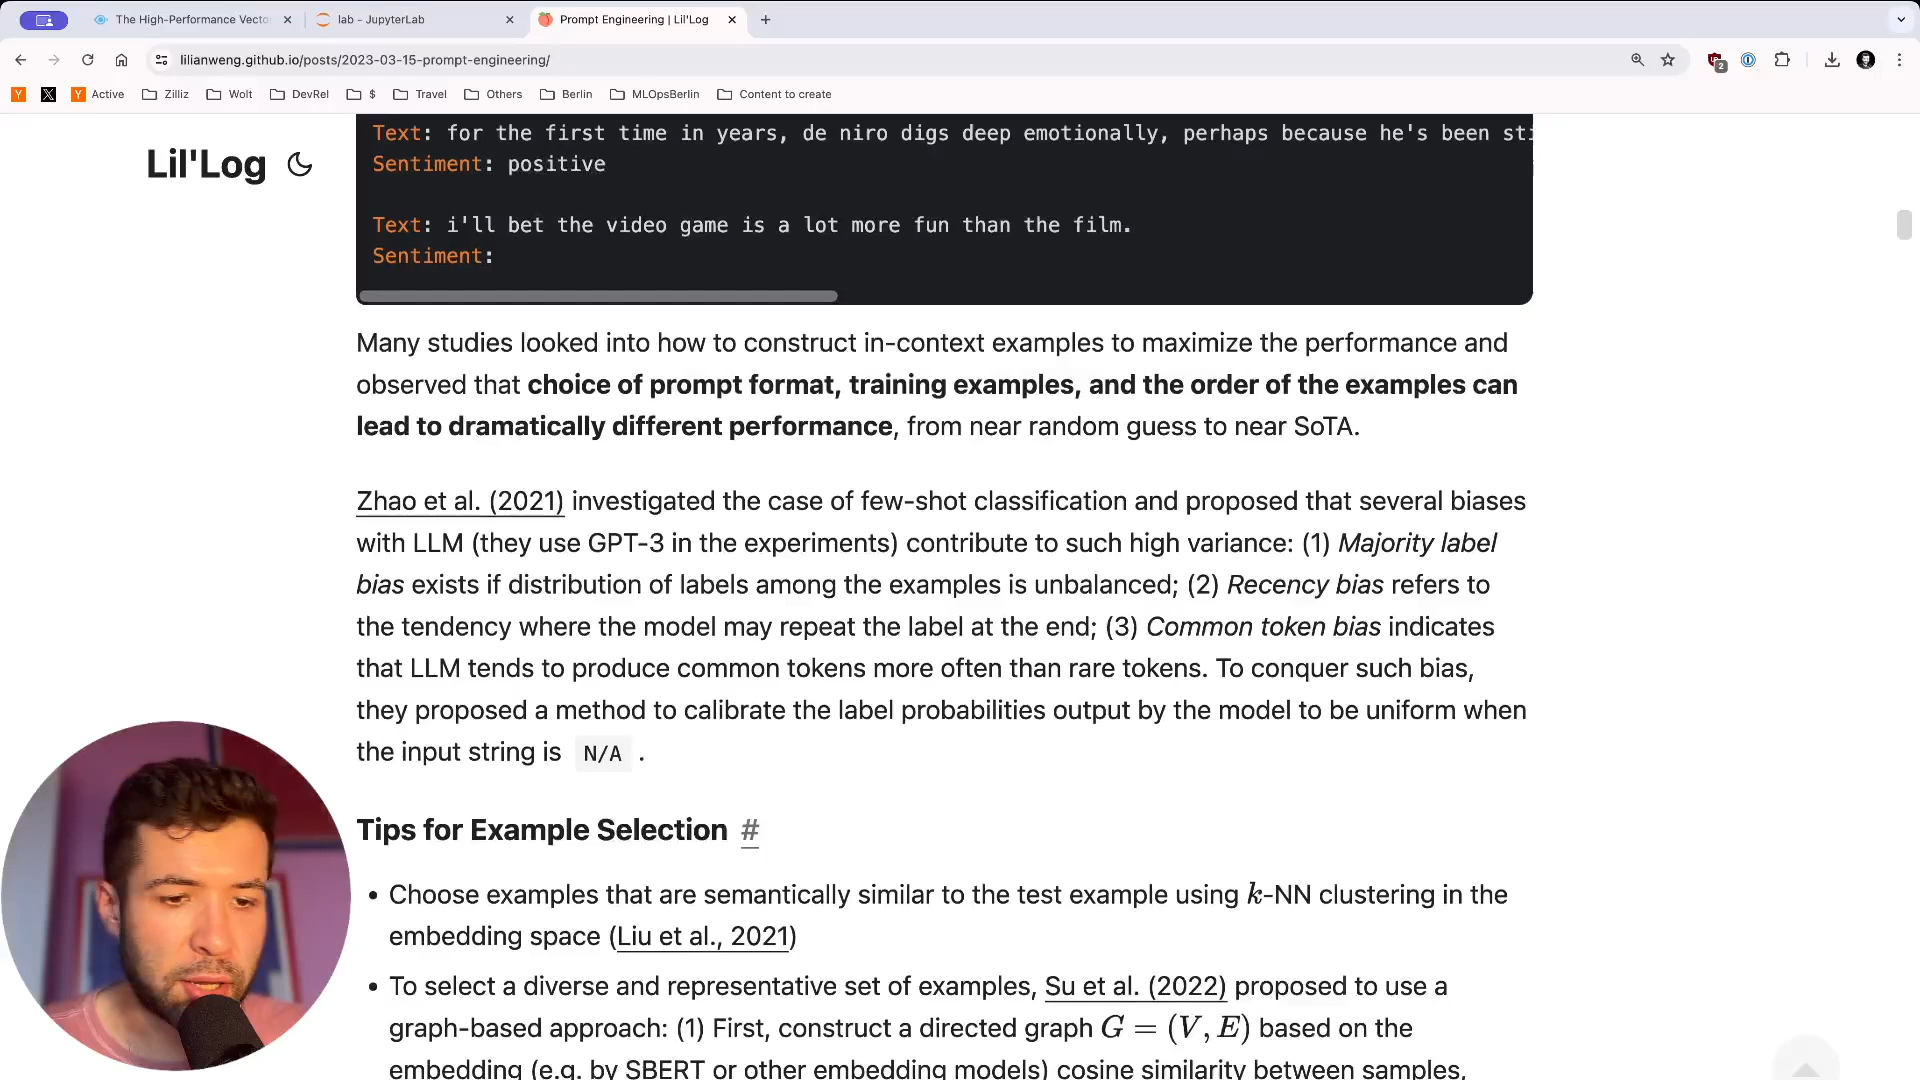 The High-Performance Vecto
lab - JupyterLab
Prompt Engineering | Lil'Log
lilianweng.github.io/posts/2023-03-15-prompt-engineering/
2
Active
Zilliz
Wolt
DevRel
$
Travel
Others
Berlin
MLOpsBerlin
Content to create
Lil'Log
Text: for the first time in years, de niro digs deep emotionally, perhaps because he's been sti
Sentiment: positive
Text: i'll bet the video game is a lot more fun than the film.
Sentiment:
Many studies looked into how to construct in-context examples to maximize the performance and
observed that choice of prompt format, training examples, and the order of the examples can
lead to dramatically different performance, from near random guess to near SoTA.
Zhao et al. (2021) investigated the case of few-shot classification and proposed that several biases
with LLM (they use GPT-3 in the experiments) contribute to such high variance: (1) Majority label
bias exists if distribution of labels among the examples is unbalanced; (2) Recency bias refers to
the tendency where the model may repeat the label at the end; (3) Common token bias indicates
that LLM tends to produce common tokens more often than rare tokens. To conquer such bias,
they proposed a method to calibrate the label probabilities output by the model to be uniform when
the input string is N/A .
Tips for Example Selection #
• Choose examples that are semantically similar to the test example using k-NN clustering in the
embedding space (Liu et al., 2021)
• To select a diverse and representative set of examples, Su et al. (2022) proposed to use a
graph-based approach: (1) First, construct a directed graph G = (V, E) based on the
embedding (e.g. by SBERT or other embedding models) cosine similarity between samples,